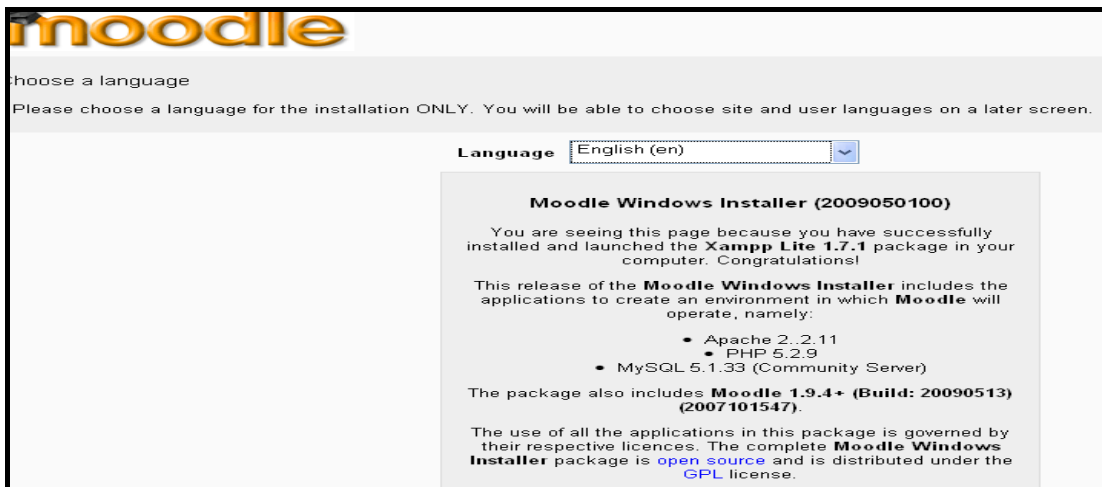 moodle
Choose a language
Please choose a language for the installation ONLY. You will be able to choose site and user languages on a later screen.
Language English (en)
Moodle Windows Installer (2009050100)
You are seeing this page because you have successfully
installed and launched the Xampp Lite 1.7.1 package in your
computer. Congratulations!
This release of the Moodle Windows Installer includes the
applications to create an environment in which Moodle will
operate, namely:
• Apache 2..2.11
• PHP 5.2.9
• MySQL 5.1.33 (Community Server)
The package also includes Moodle 1.9.4+ (Build: 20090513)
(2007101547).
The use of all the applications in this package is governed by
their respective licences. The complete Moodle Windows
Installer package is open source and is distributed under the
GPL license.